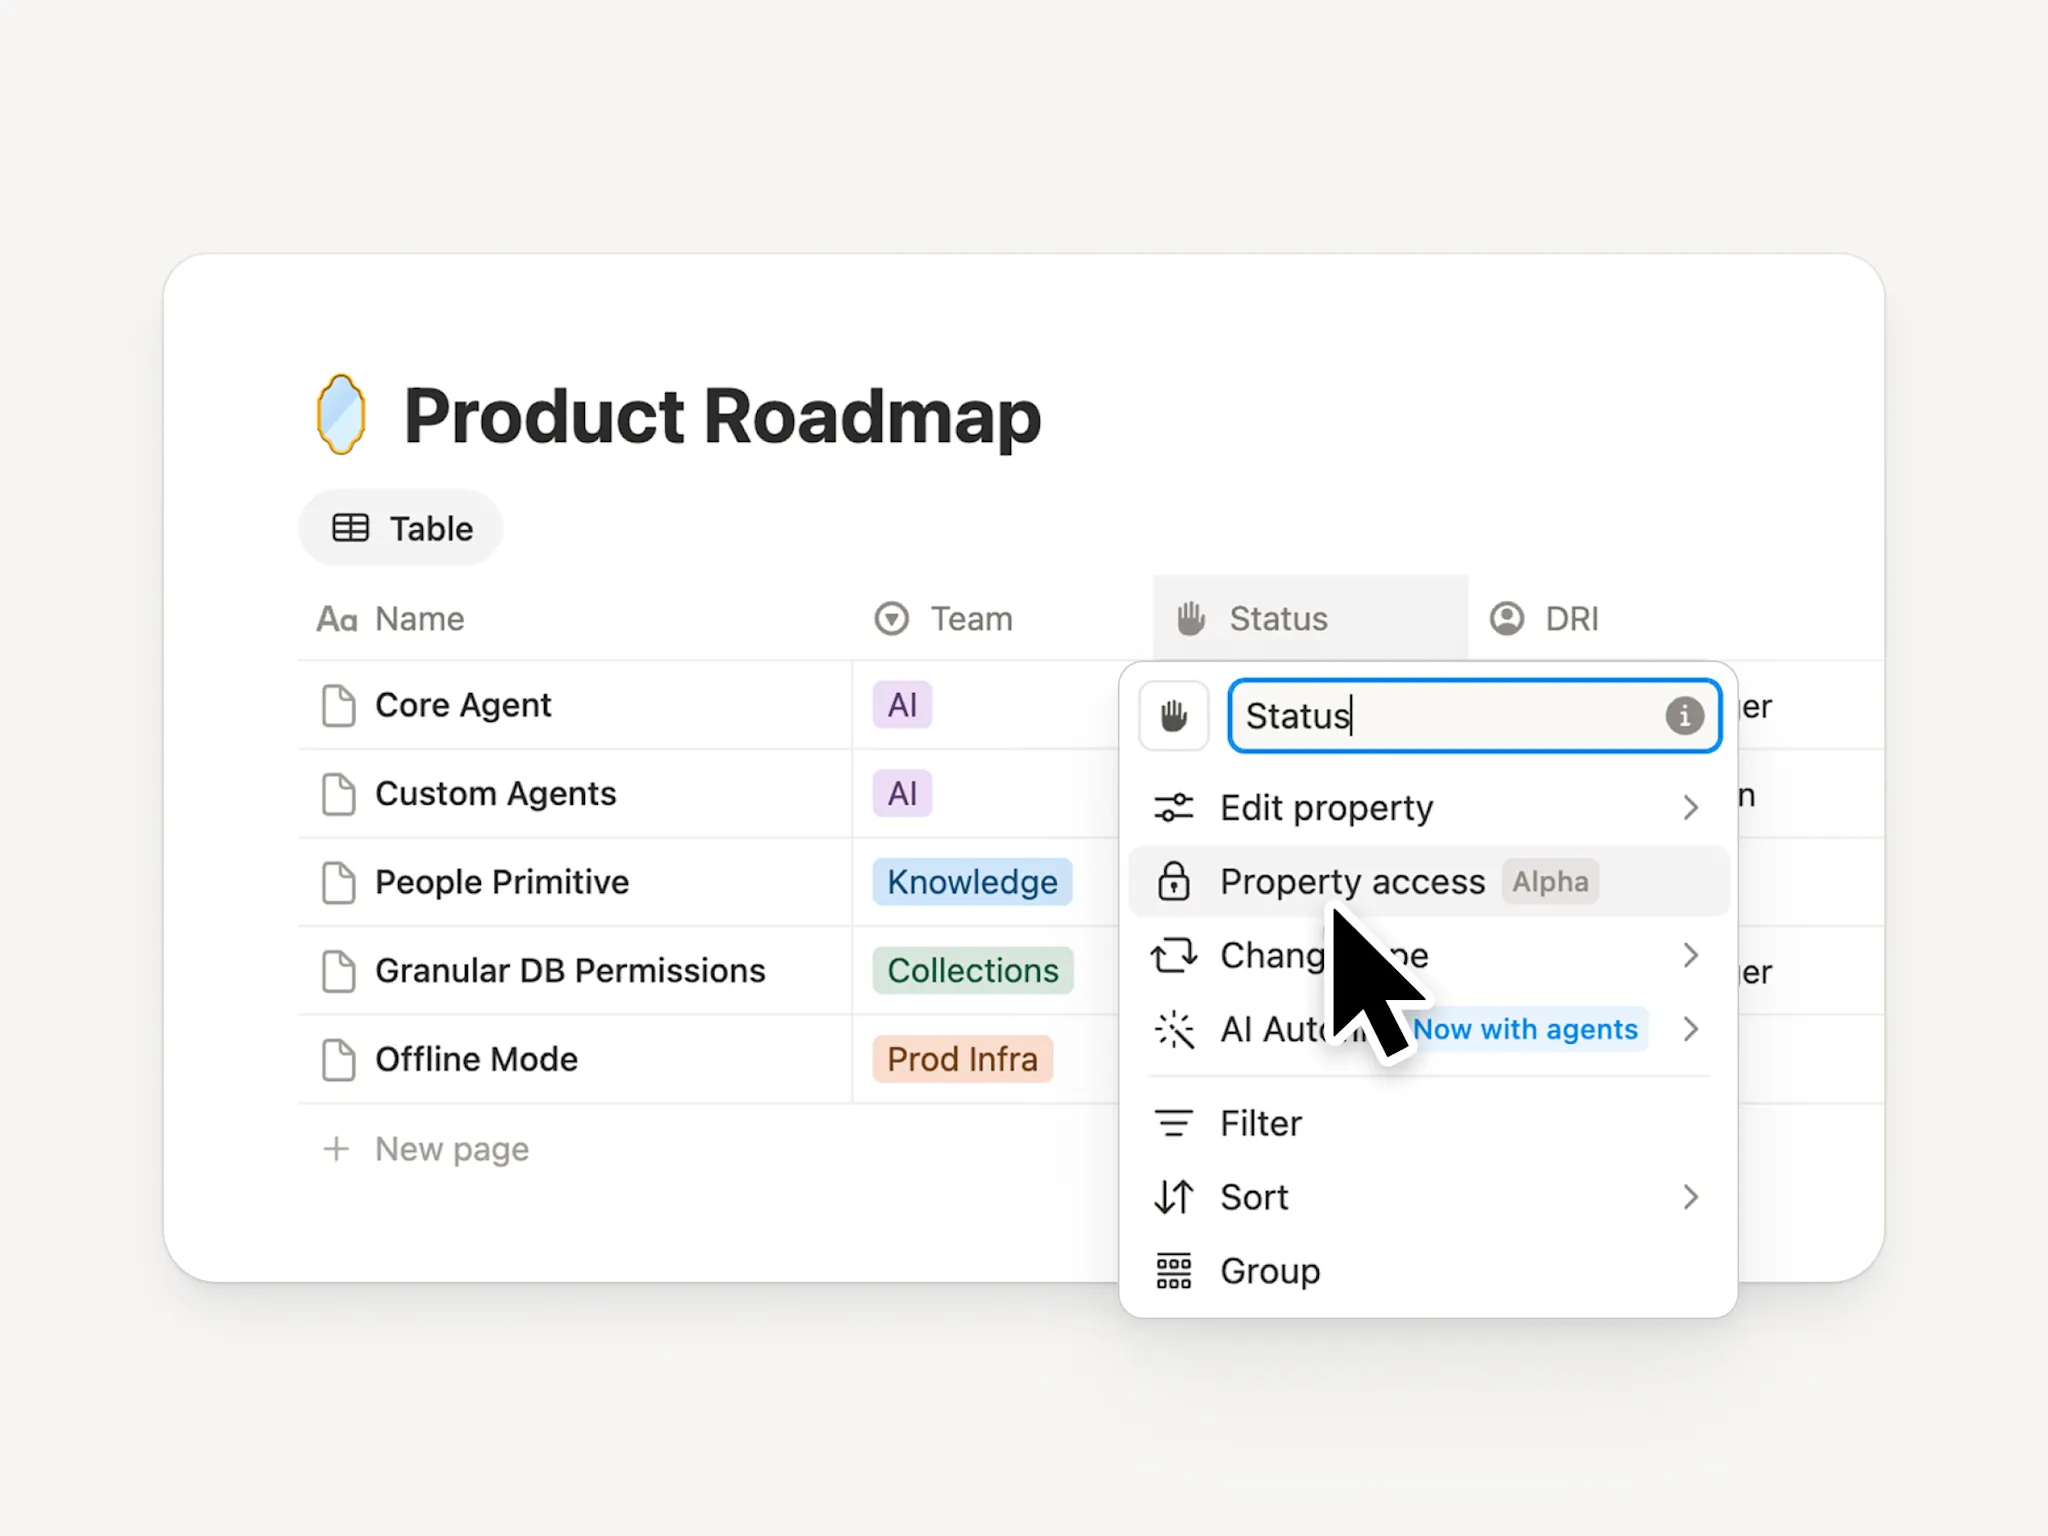 Product Roadmap
Table
Aa Name Team Status DRI
Core Agent AI
Custom Agents AI
People Primitive Knowledge
Granular DB Permissions Collections
Offline Mode Prod Infra
New page
Status
Edit property
Property access Alpha
AI Now with agents
Filter
Sort
Group